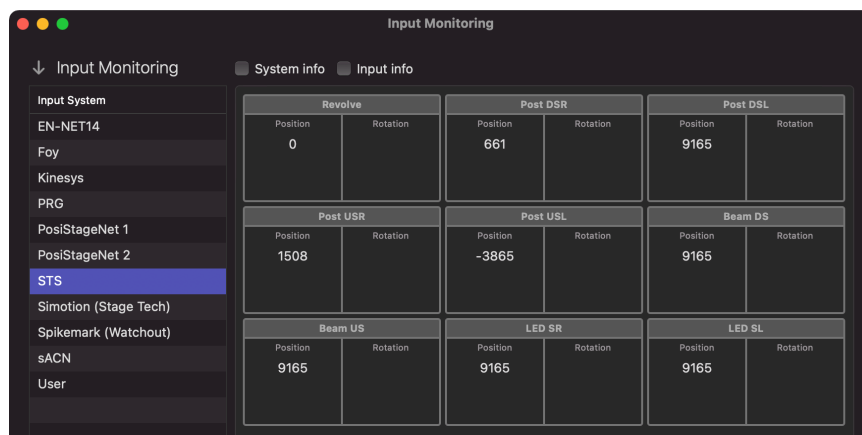 Input Monitoring
Input Monitoring
System info
Input info
Input System
EN-NET14
Foy
Kinesys
PRG
PosiStageNet 1
PosiStageNet 2
STS
Simotion (Stage Tech)
Spikemark (Watchout)
sACN
User
Revolve
Position
Rotation
0
Post DSR
Position
Rotation
661
Post DSL
Position
Rotation
9165
Post USR
Position
Rotation
1508
Post USL
Position
Rotation
-3865
Beam DS
Position
Rotation
9165
Beam US
Position
Rotation
9165
LED SR
Position
Rotation
9165
LED SL
Position
Rotation
9165